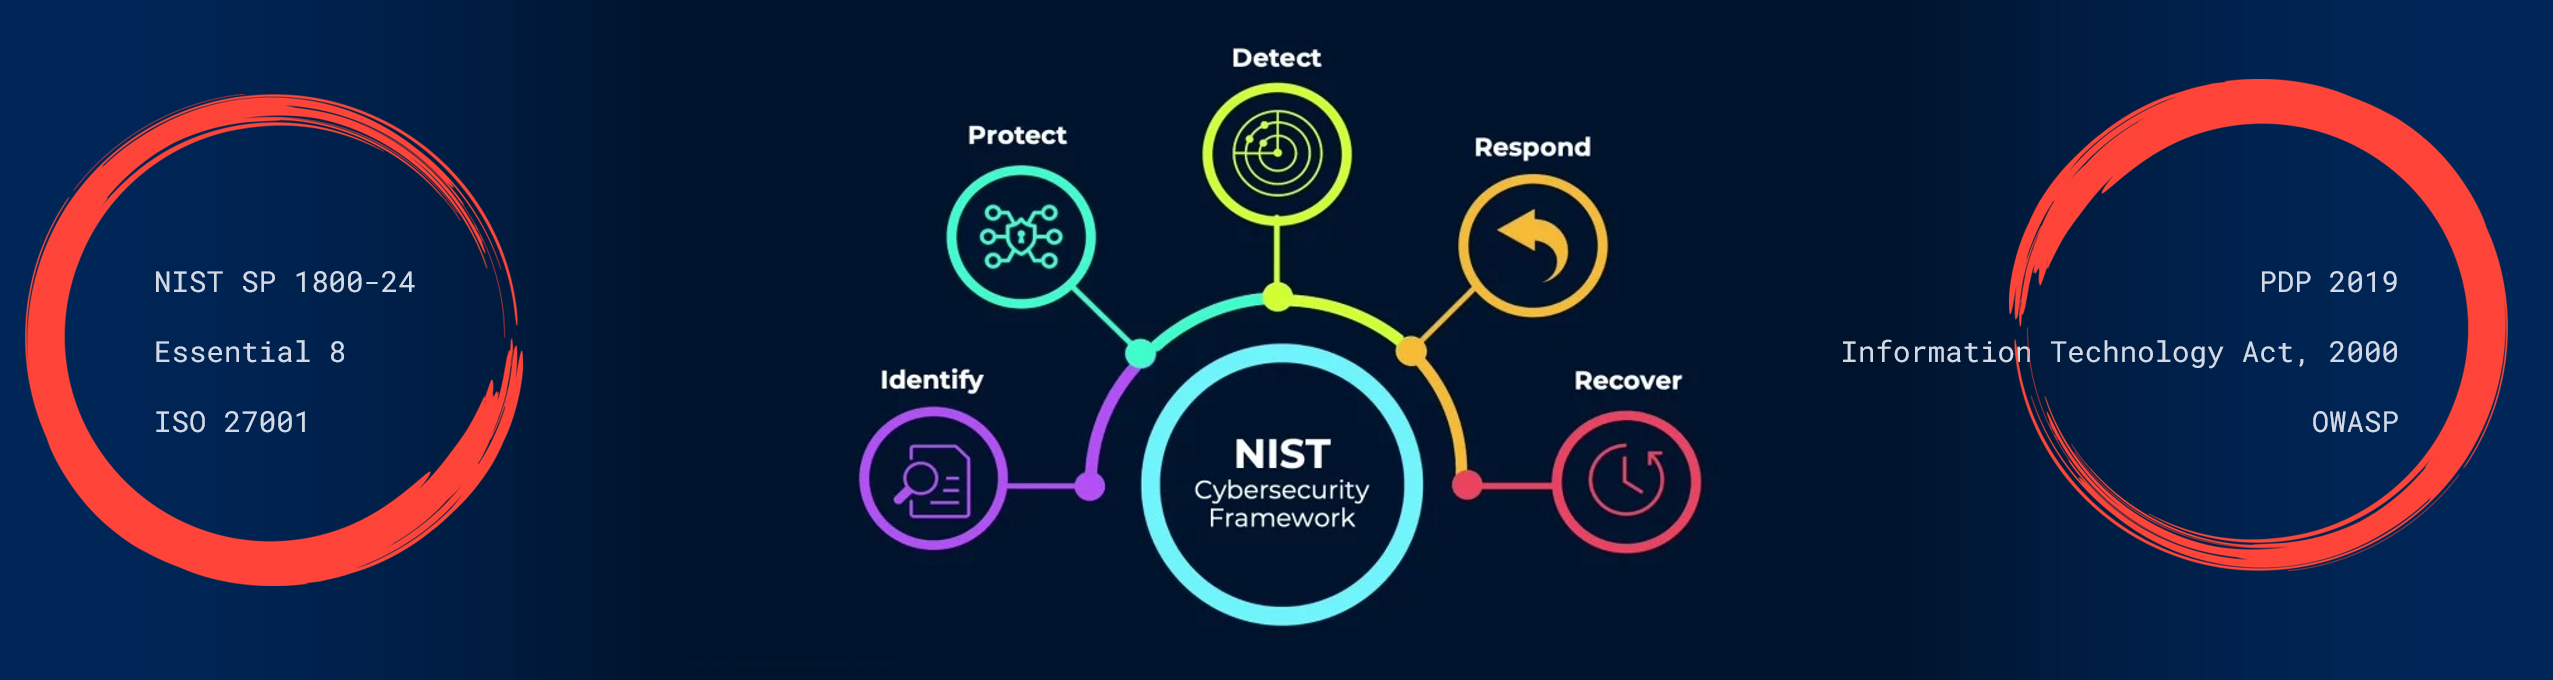 NIST SP 1800-24
Essential 8
ISO 27001
Detect
Protect
Respond
Identify
Recover
NIST
Cybersecurity
Framework
PDP 2019
Information Technology Act, 2000
OWASP